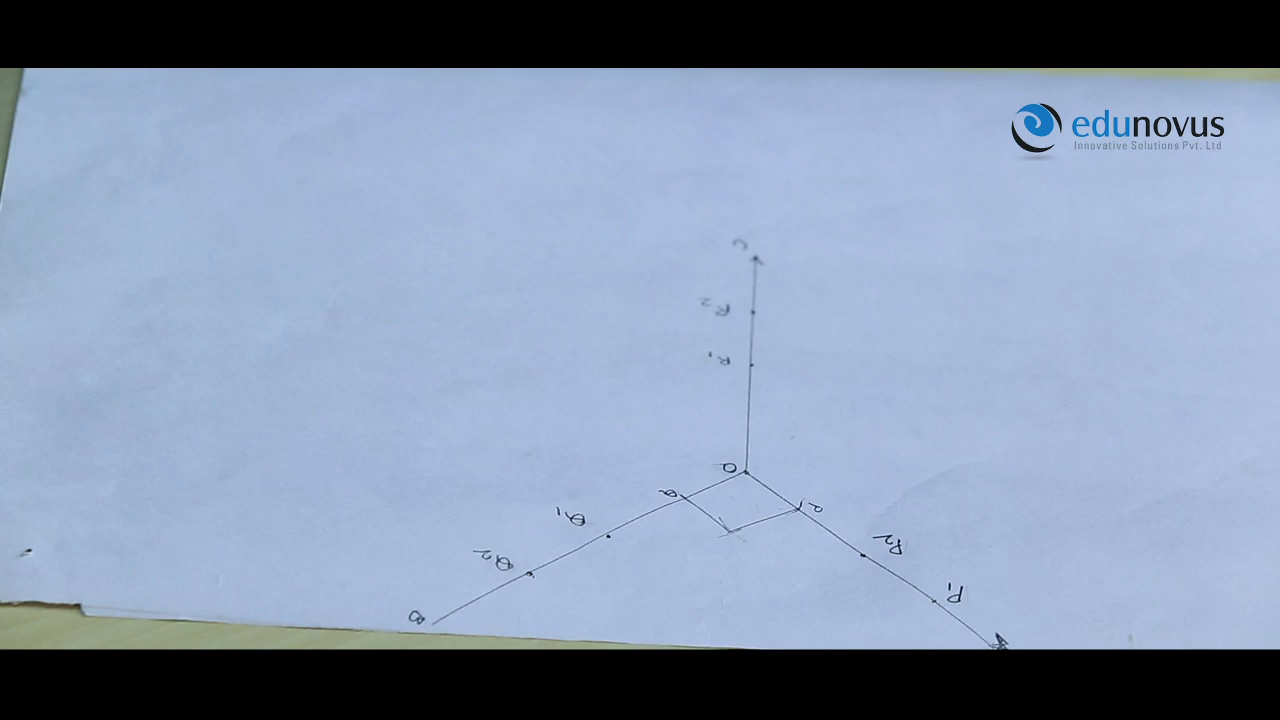 edunovus
Innovative Solutions Pvt. Ltd
C
R2
R1
O
Q
P
Q1
P2
Q2
P1
B
A